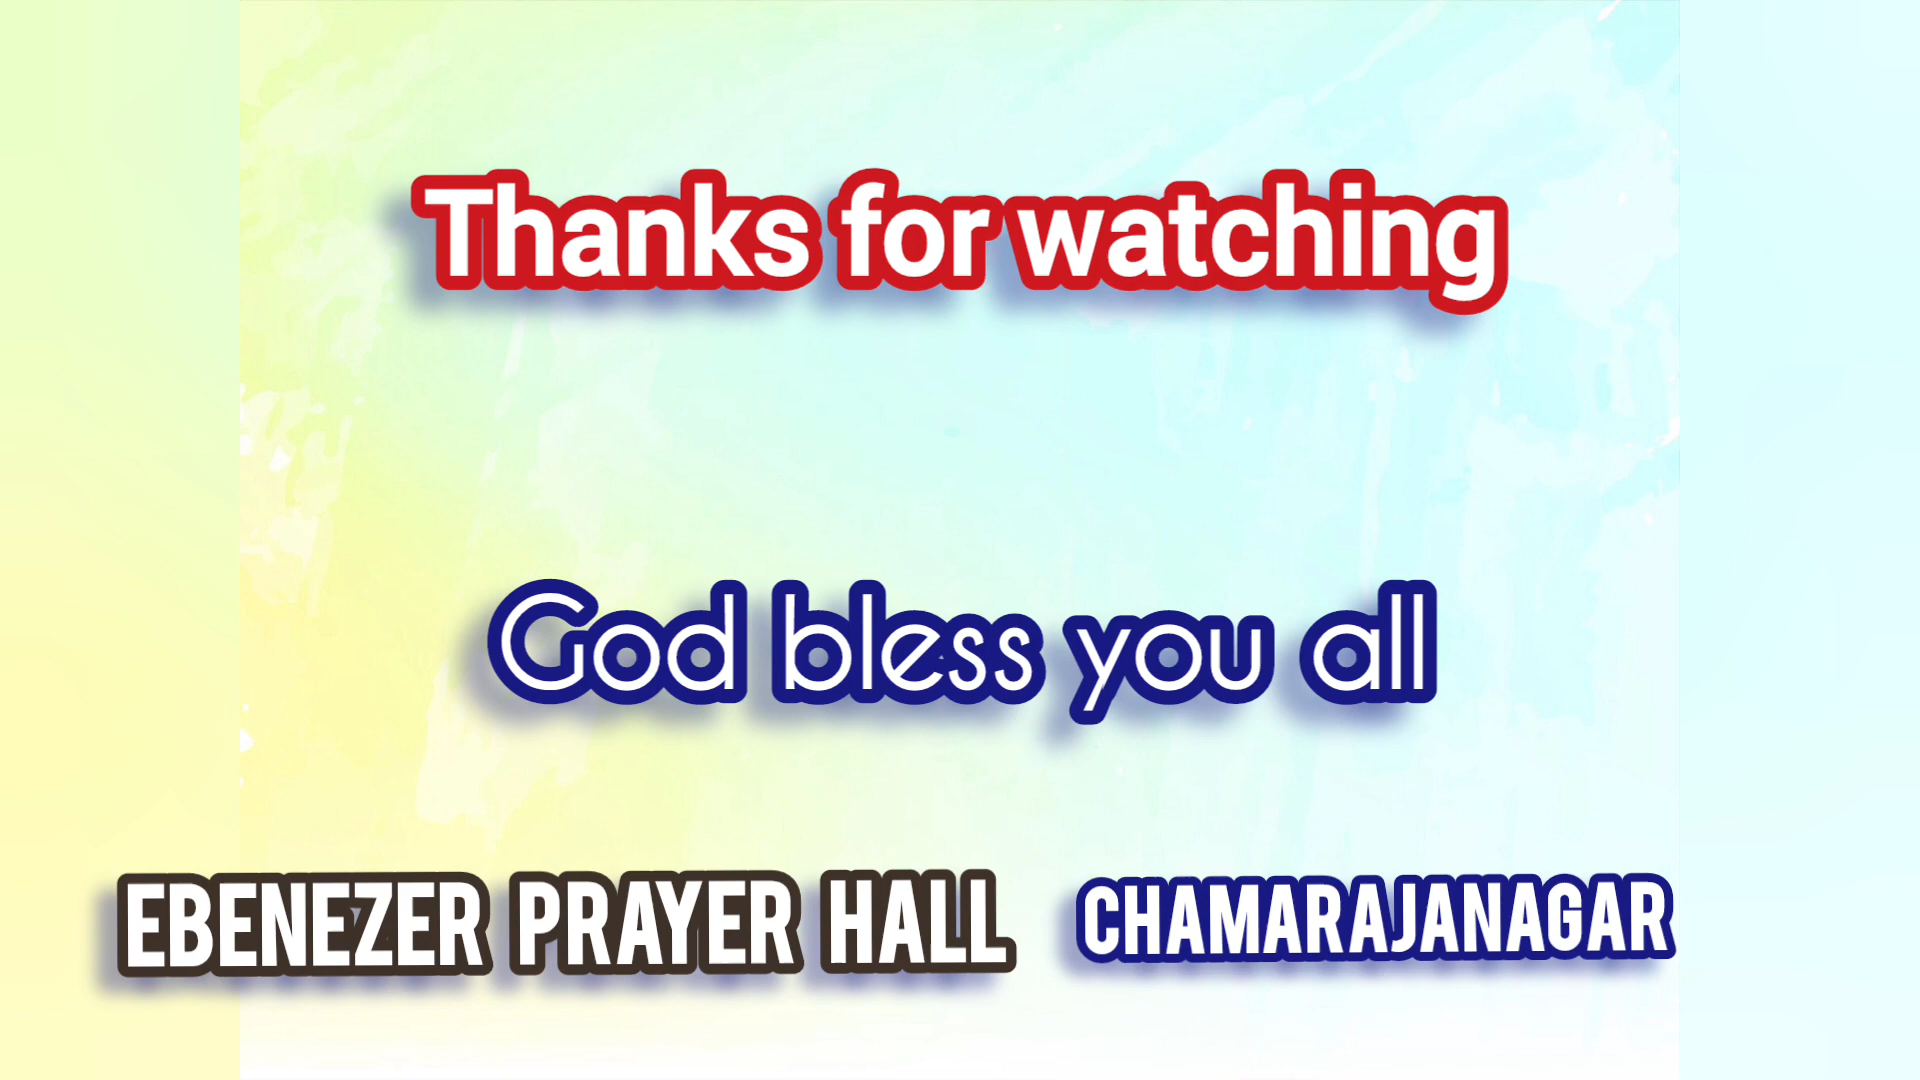 Thanks for watching
God bless you all
EBENEZER PRAYER HALL CHAMARAJANAGAR